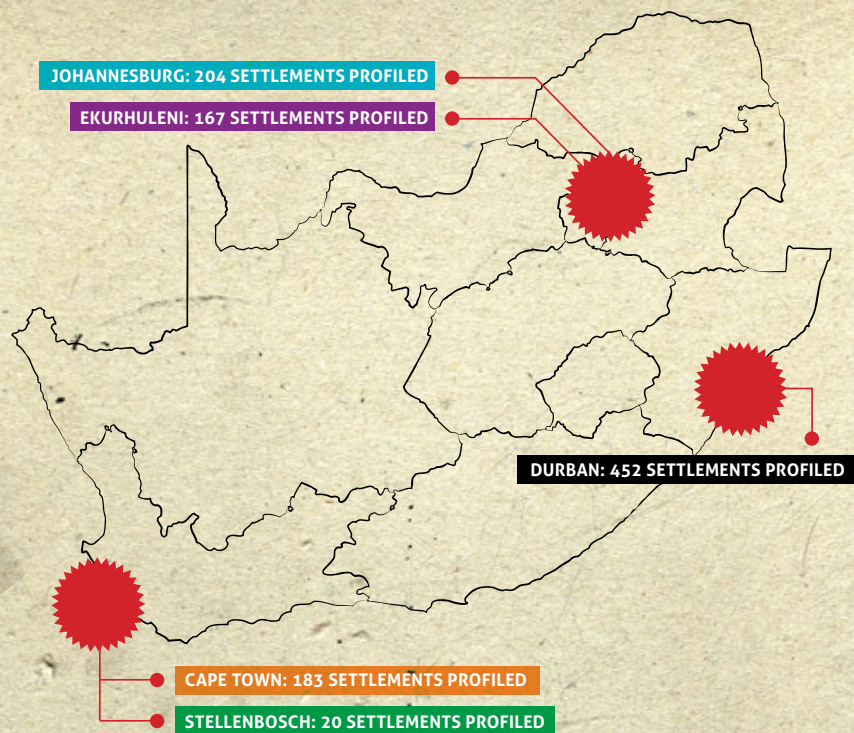 JOHANNESBURG: 204 SETTLEMENTS PROFILED
EKURHULENI: 167 SETTLEMENTS PROFILED
DURBAN: 452 SETTLEMENTS PROFILED
CAPE TOWN: 183 SETTLEMENTS PROFILED
STELLENBOSCH: 20 SETTLEMENTS PROFILED